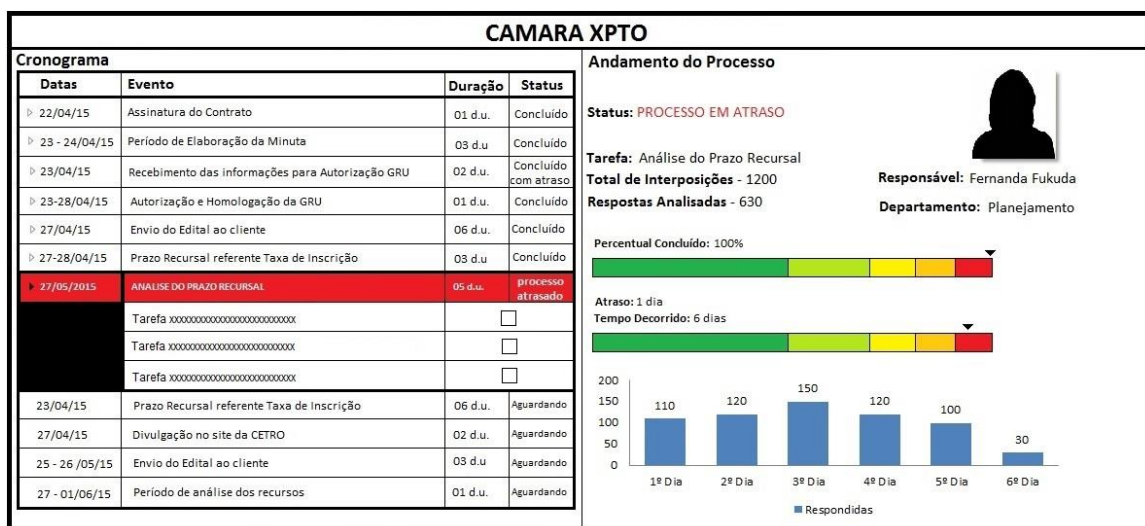 CAMARA XPTO
Cronograma
Datas Evento Duração Status
22/04/15 Assinatura do Contrato 01 d.u. Concluído
23 - 24/04/15 Período de Elaboração da Minuta 03 d.u Concluído
23/04/15 Recebimento das informações para Autorização GRU 02 d.u. Concluído com atraso
23-28/04/15 Autorização e Homologação da GRU 01 d.u. Concluído
27/04/15 Envio do Edital ao cliente 06 d.u. Concluído
27-28/04/15 Prazo Recursal referente Taxa de Inscrição 03 d.u Concluído
27/05/2015 ANALISE DO PRAZO RECURSAL 05 d.u. processo atrasado
Tarefa xxxxxxxxxxxxxxxxxxxxxxxxxx
Tarefa xxxxxxxxxxxxxxxxxxxxxxxxxx
Tarefa xxxxxxxxxxxxxxxxxxxxxxxxxx
23/04/15 Prazo Recursal referente Taxa de Inscrição 06 d.u. Aguardando
27/04/15 Divulgação no site da CETRO 02 d.u. Aguardando
25 - 26 /05/15 Envio do Edital ao cliente 03 d.u Aguardando
27 - 01/06/15 Período de análise dos recursos 01 d.u. Aguardando
Andamento do Processo
Status: PROCESSO EM ATRASO
Tarefa: Análise do Prazo Recursal
Total de Interposições - 1200
Respostas Analisadas - 630
Responsável: Fernanda Fukuda
Departamento: Planejamento
Percentual Concluído: 100%
Atraso: 1 dia
Tempo Decorrido: 6 dias
200
150
100
50
0
110 120 150 120 100 30
1º Dia 2º Dia 3º Dia 4º Dia 5º Dia 6º Dia
Respondidas